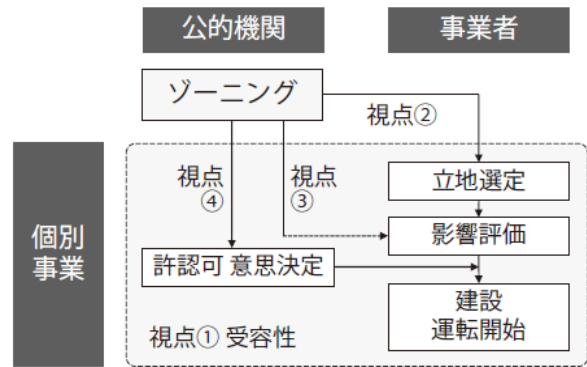 公的機関
事業者
ゾーニング
視点②
個別
事業
視点
④
視点
③
立地選定
影響評価
許認可 意思決定
建設
運転開始
視点① 受容性